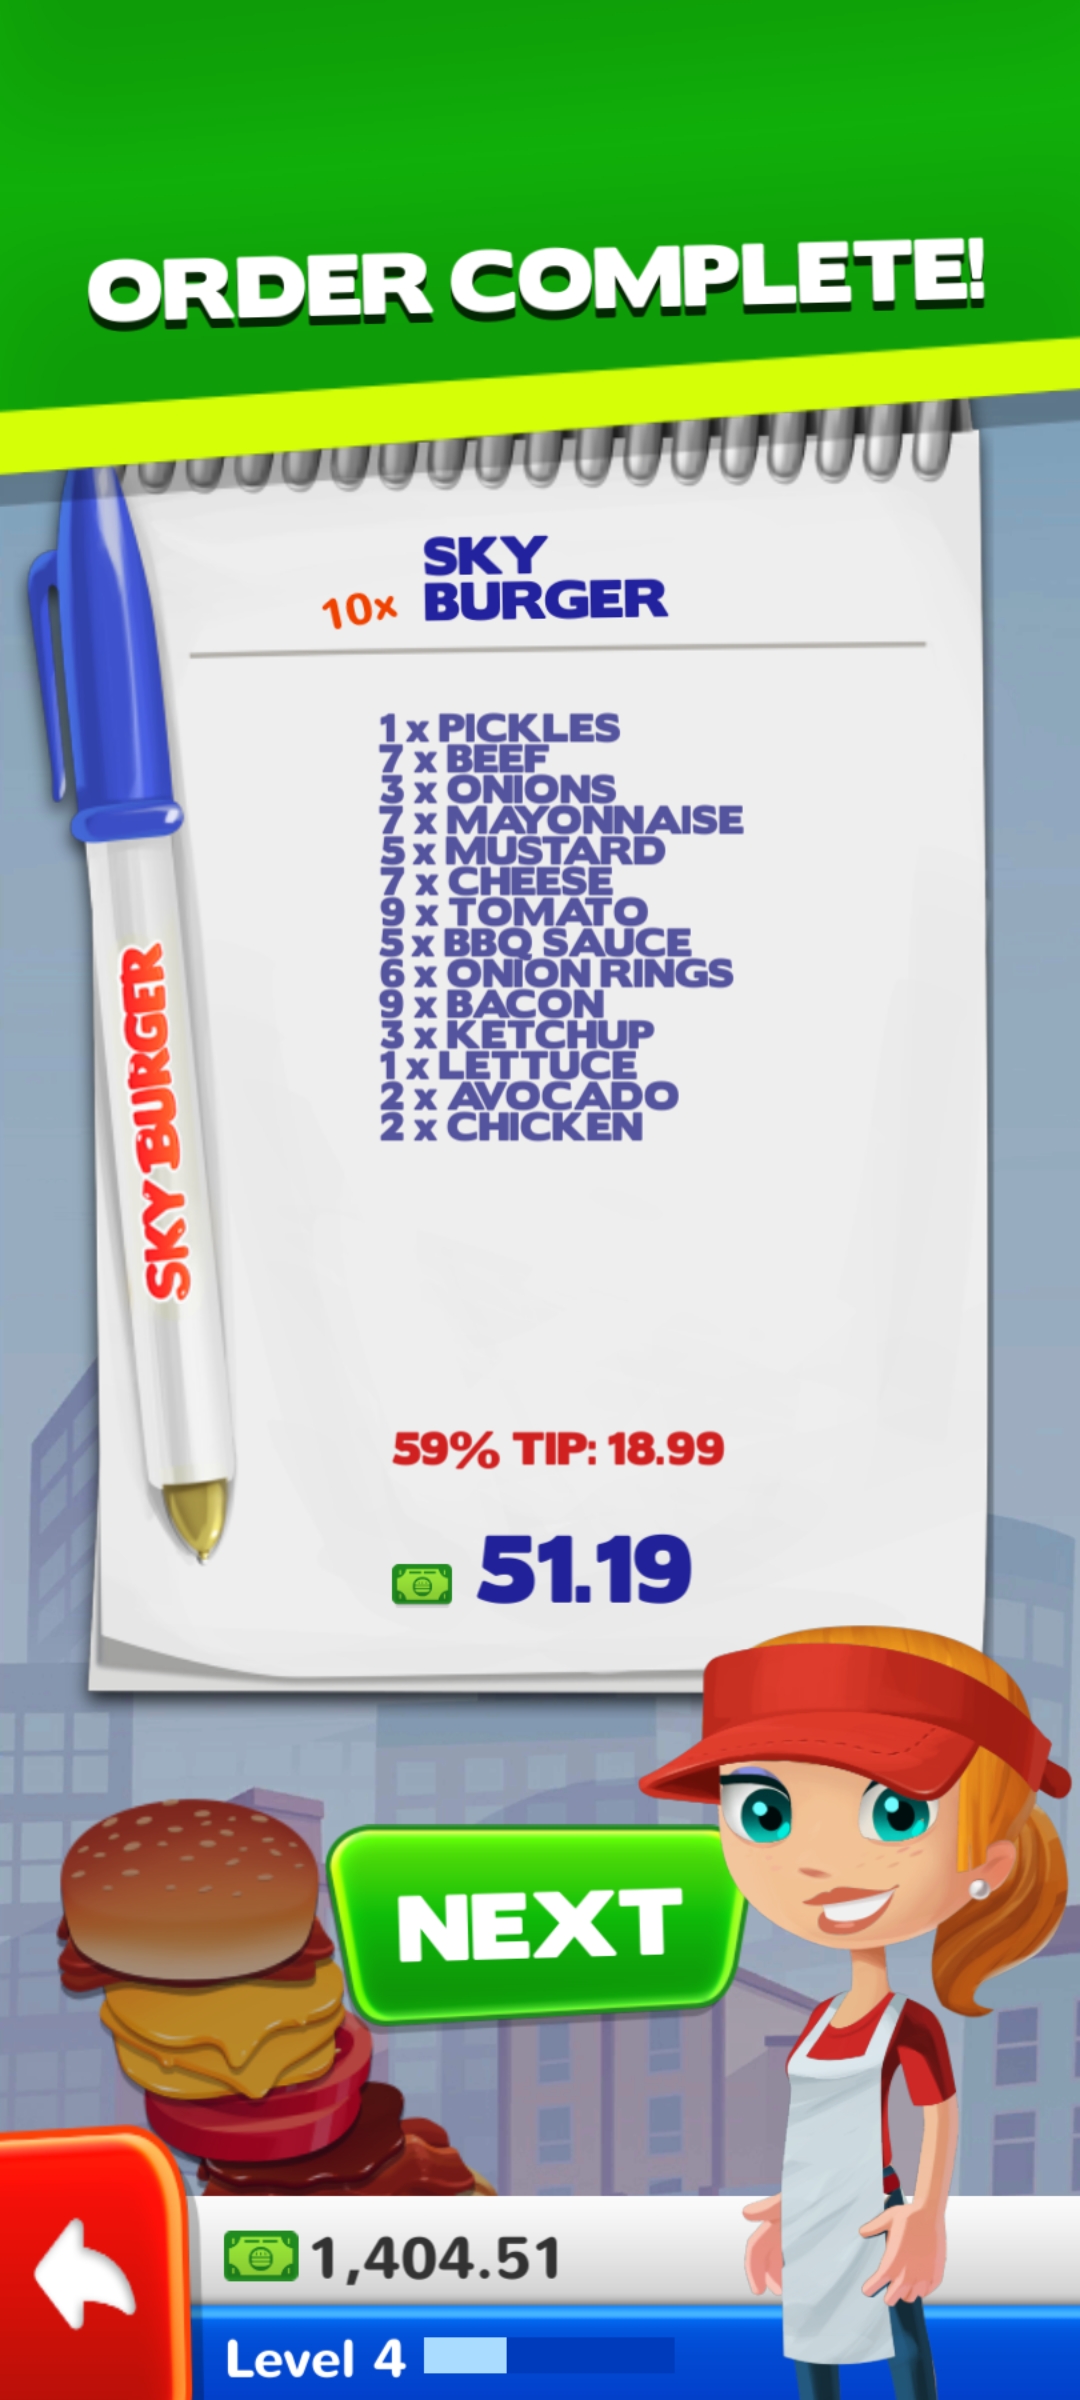 ORDER COMPLETE!
SKY
10x BURGER
1 x PICKLES
7 x BEEF
3 x ONIONS
7 x MAYONNAISE
5 x MUSTARD
7 x CHEESE
9 x TOMATO
5 x BBQ SAUCE
6 x ONION RINGS
9 x BACON
3 x KETCHUP
1 x LETTUCE
2 x AVOCADO
2 x CHICKEN
SKY BURGER
59% TIP: 18.99
51.19
NEXT
1,404.51
Level 4